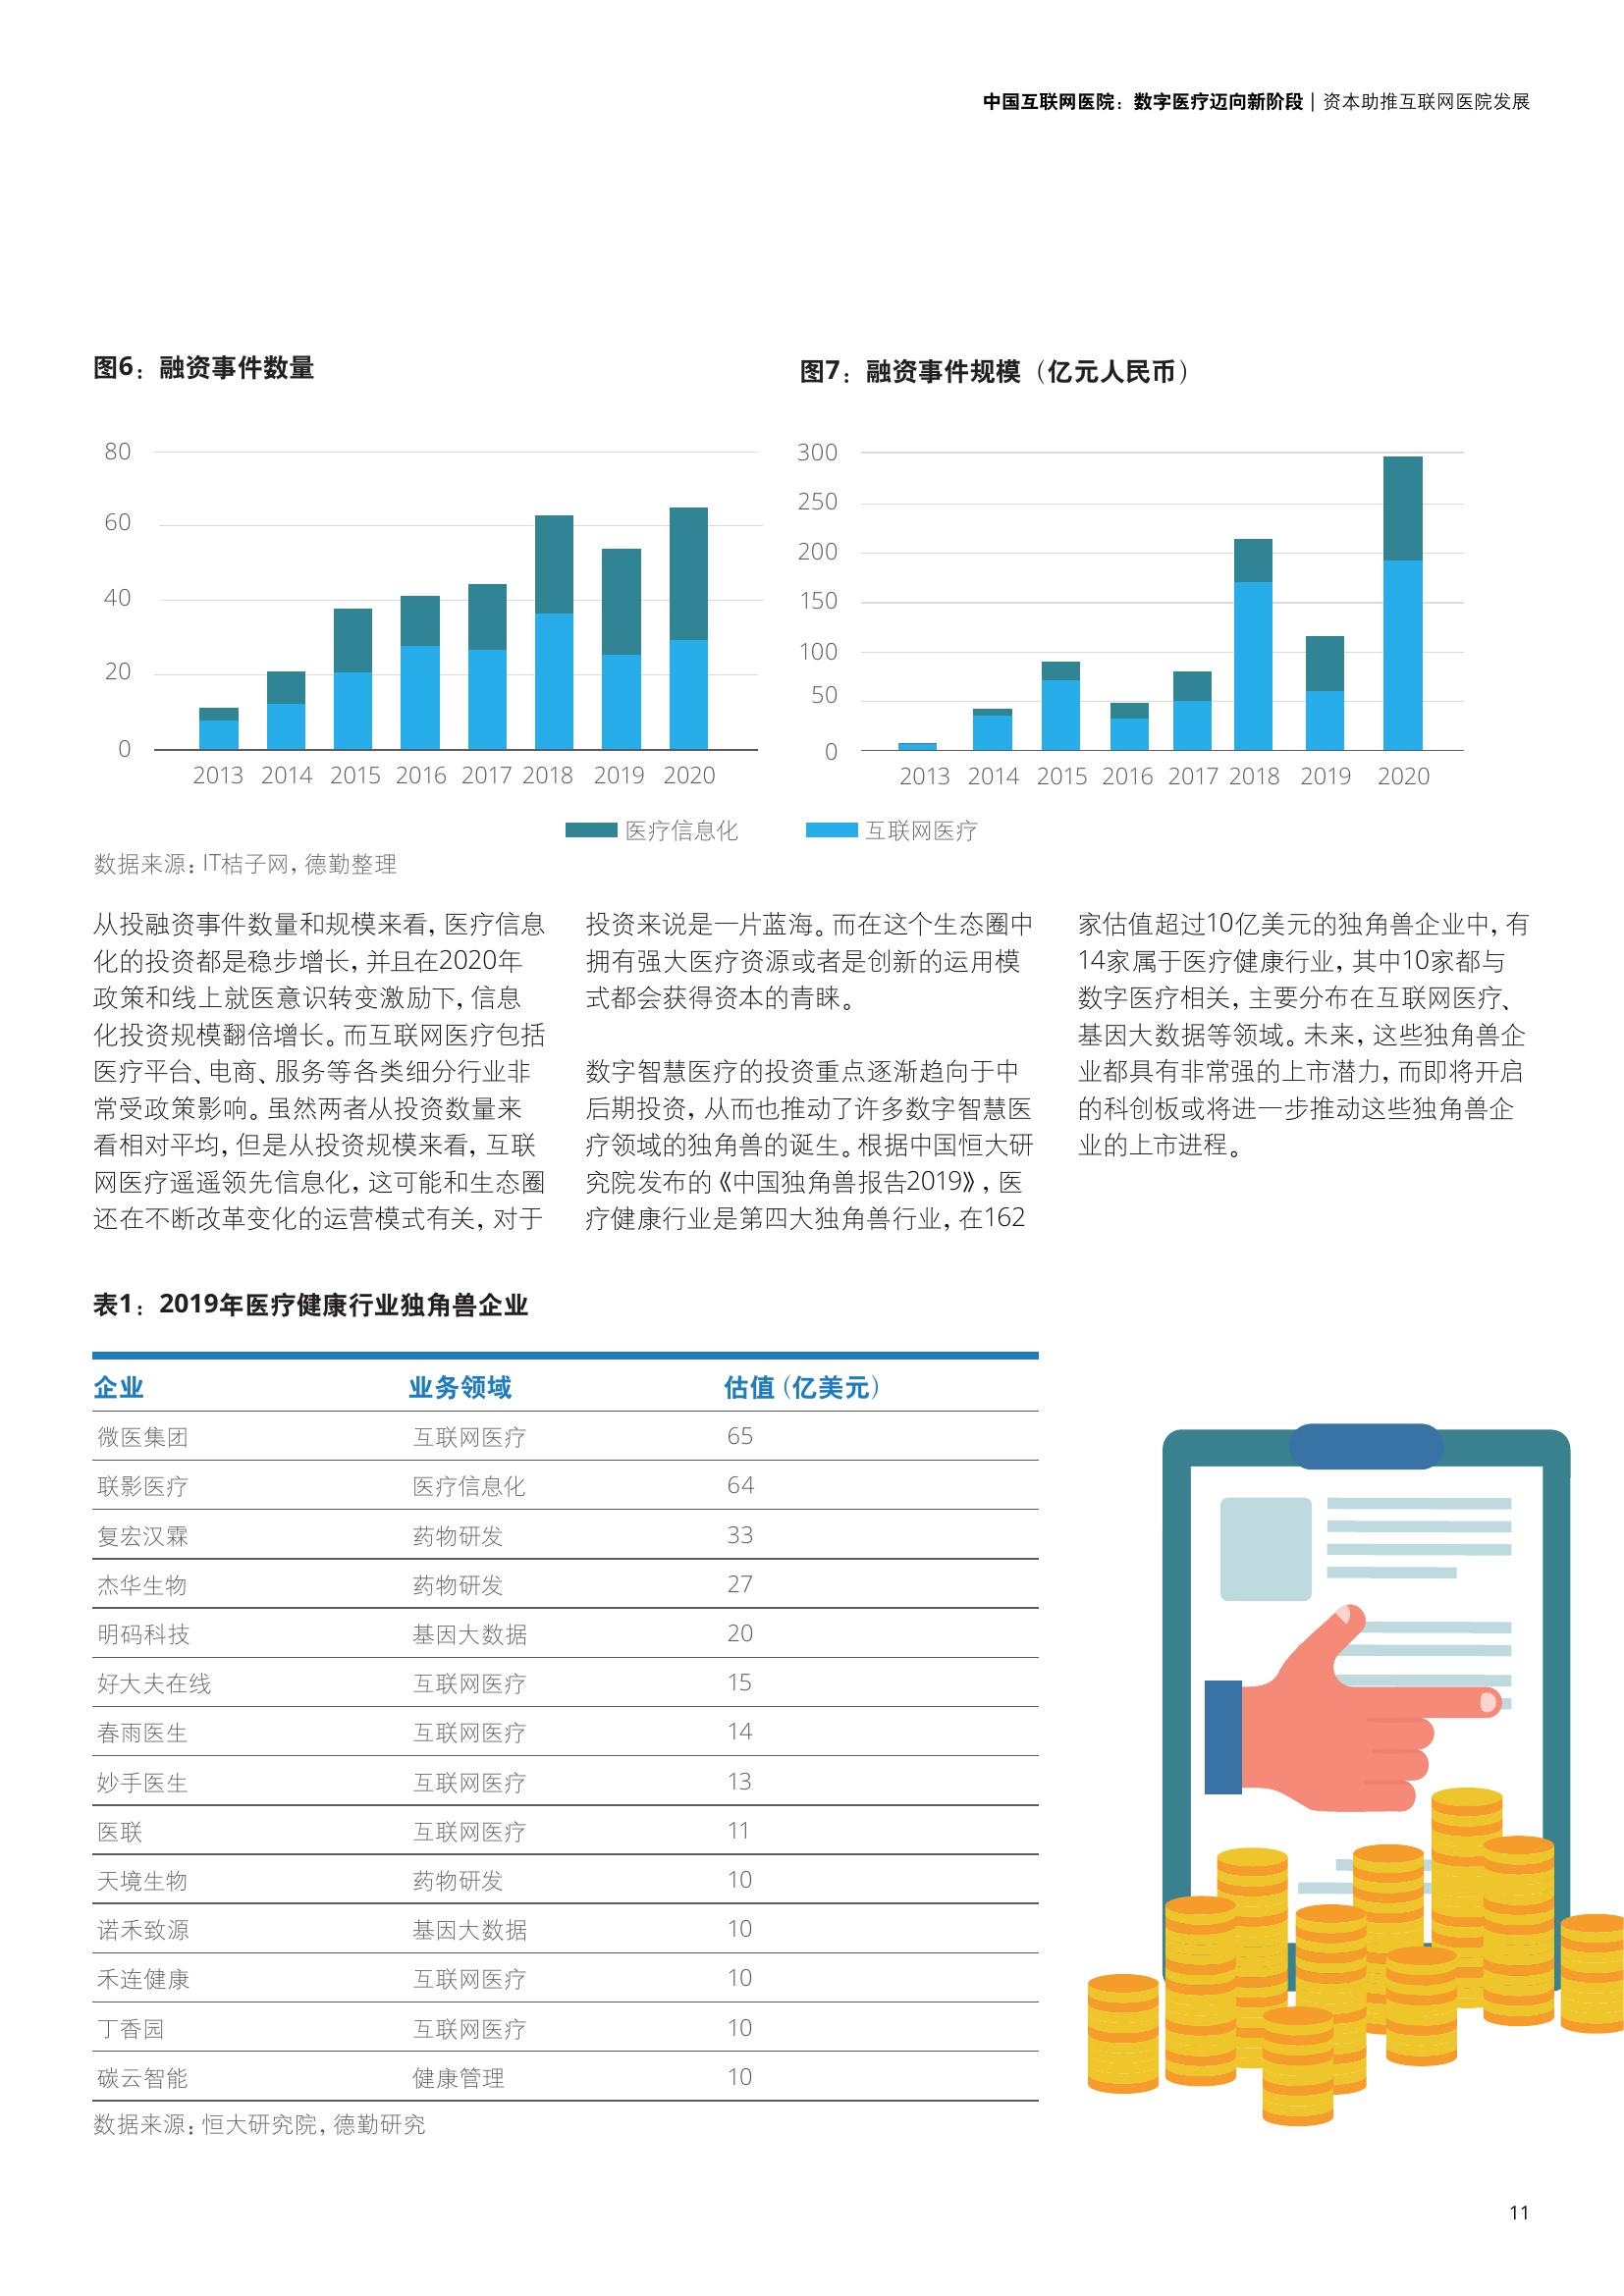 中国互联网医院：数字医疗迈向新阶段 | 资本助推互联网医院发展
图6：融资事件数量
80
60
40
20
0
2013 2014 2015 2016 2017 2018 2019 2020
图7：融资事件规模（亿元人民币）
300
250
200
150
100
50
0
2013 2014 2015 2016 2017 2018 2019 2020
医疗信息化 互联网医疗
数据来源：IT桔子网，德勤整理
从投融资事件数量和规模来看，医疗信息
化的投资都是稳步增长，并且在2020年
政策和线上就医意识转变激励下，信息
化投资规模翻倍增长。而互联网医疗包括
医疗平台、电商、服务等各类细分行业非
常受政策影响。虽然两者从投资数量来
看相对平均，但是从投资规模来看，互联
网医疗遥遥领先信息化，这可能和生态圈
还在不断改革变化的运营模式有关，对于
投资来说是一片蓝海。而在这个生态圈中
拥有强大医疗资源或者是创新的运用模
式都会获得资本的青睐。
数字智慧医疗的投资重点逐渐趋向于中
后期投资，从而也推动了许多数字智慧医
疗领域的独角兽的诞生。根据中国恒大研
究院发布的《中国独角兽报告2019》，医
疗健康行业是第四大独角兽行业，在162
家估值超过10亿美元的独角兽企业中，有
14家属于医疗健康行业，其中10家都与
数字医疗相关，主要分布在互联网医疗、
基因大数据等领域。未来，这些独角兽企
业都具有非常强的上市潜力，而即将开启
的科创板或将进一步推动这些独角兽企
业的上市进程。
表1：2019年医疗健康行业独角兽企业
企业 业务领域 估值（亿美元）
微医集团 互联网医疗 65
联影医疗 医疗信息化 64
复宏汉霖 药物研发 33
杰华生物 药物研发 27
明码科技 基因大数据 20
好大夫在线 互联网医疗 15
春雨医生 互联网医疗 14
妙手医生 互联网医疗 13
医联 互联网医疗 11
天境生物 药物研发 10
诺禾致源 基因大数据 10
禾连健康 互联网医疗 10
丁香园 互联网医疗 10
碳云智能 健康管理 10
数据来源：恒大研究院，德勤研究
11